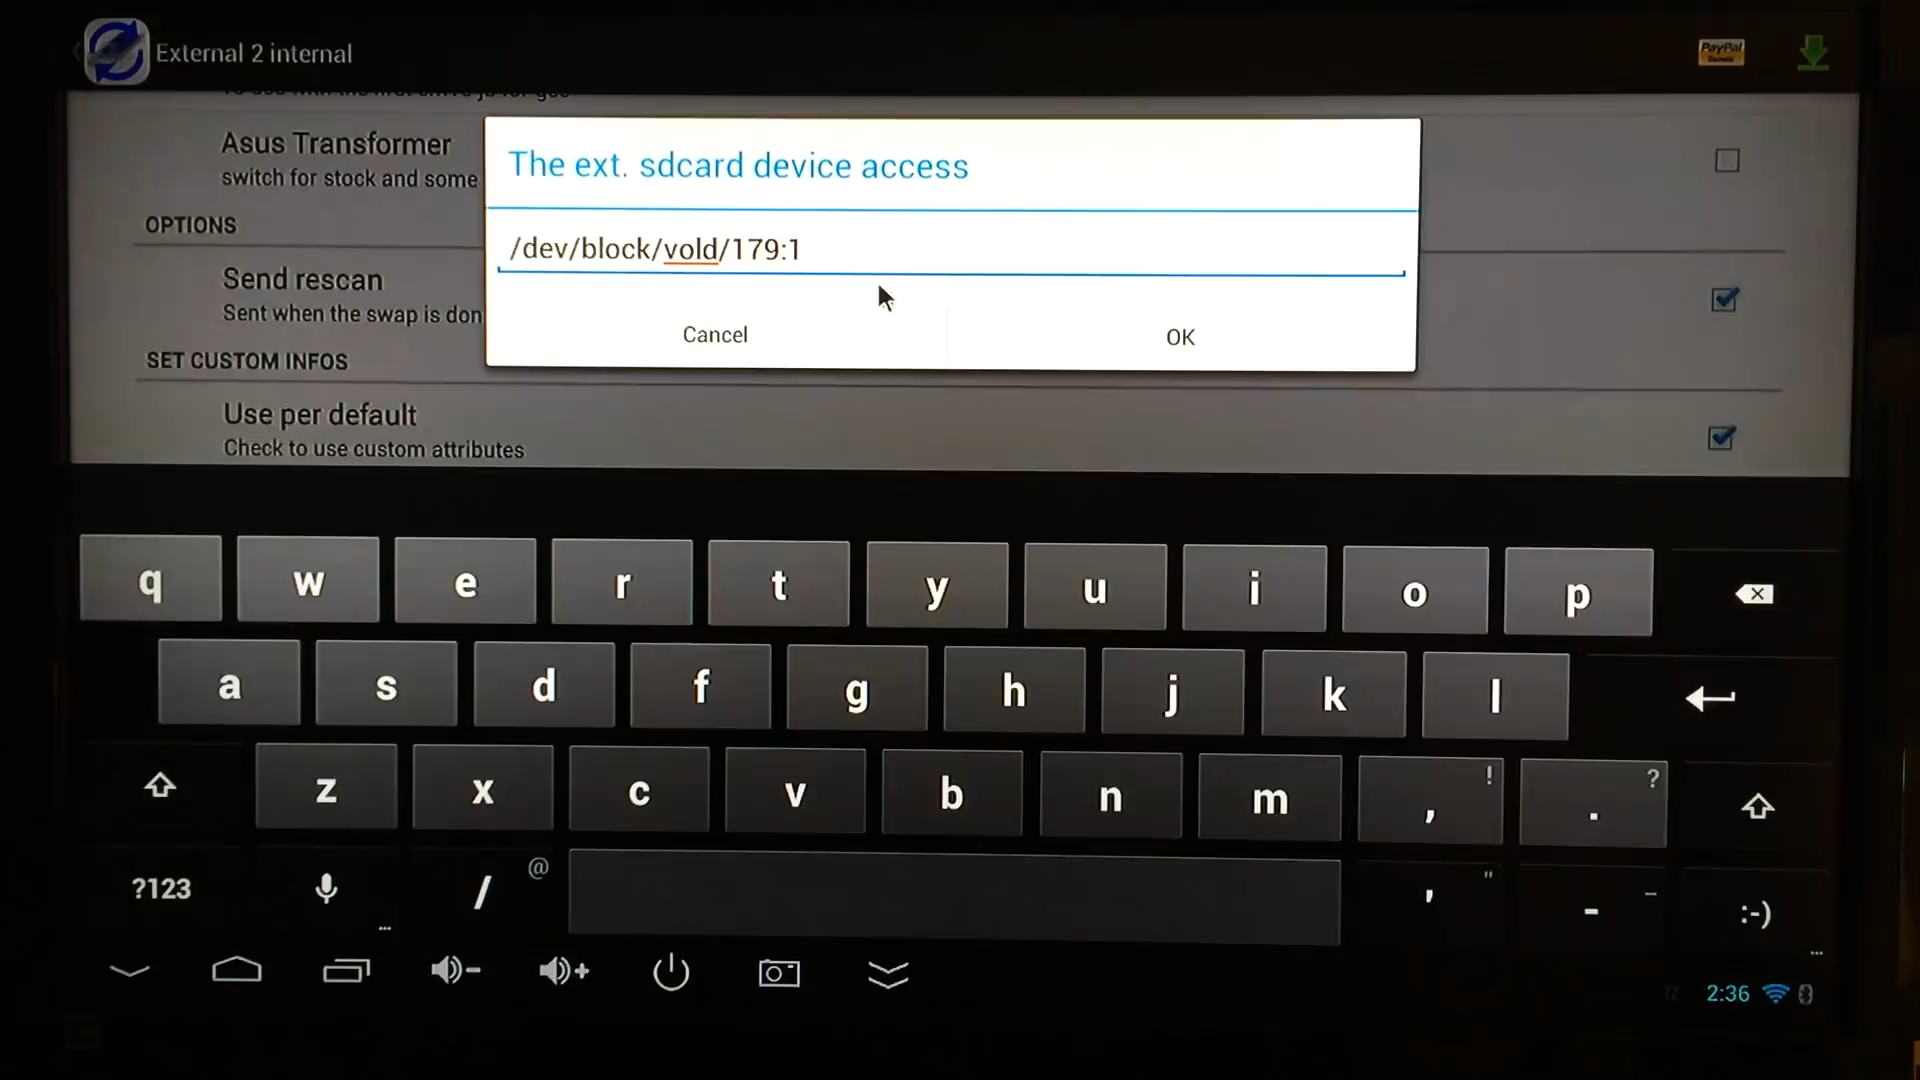 External 2 internal
PayPal
Asus Transformer
switch for stock and some
OPTIONS
Send rescan
Sent when the swap is don
SET CUSTOM INFOS
Use per default
Check to use custom attributes
The ext. sdcard device access
/dev/block/vold/179:1
Cancel
OK
q w e r t y u i o p
a s d f g h j k l
z x c v b n m , ! . ?
?123 ... / @ ' " - _ :-)
- + ...
2:36